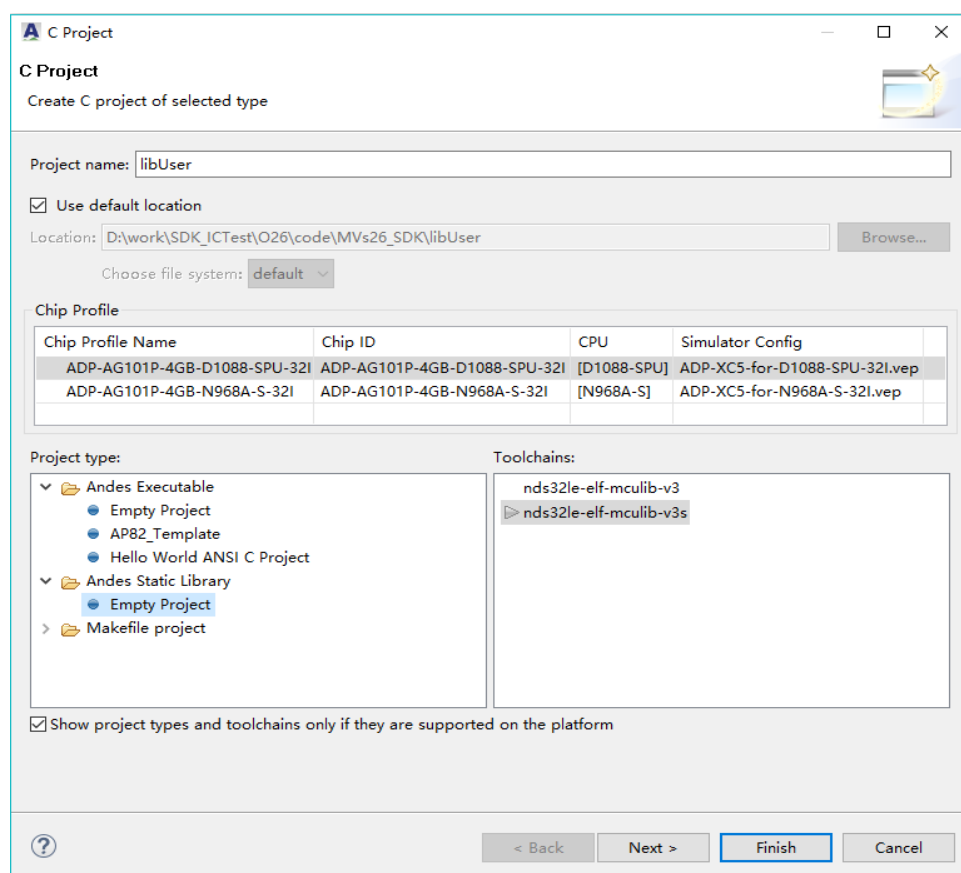 C Project
C Project
Create C project of selected type
Project name: libUser
Use default location
Location: D:\work\SDK_ICTest\O26\code\MVs26_SDK\libUser Browse...
Choose file system: default
Chip Profile
Chip Profile Name Chip ID CPU Simulator Config
ADP-AG101P-4GB-D1088-SPU-32I ADP-AG101P-4GB-D1088-SPU-32I [D1088-SPU] ADP-XC5-for-D1088-SPU-32I.vep
ADP-AG101P-4GB-N968A-S-32I ADP-AG101P-4GB-N968A-S-32I [N968A-S] ADP-XC5-for-N968A-S-32I.vep
Project type:
Andes Executable
Empty Project
AP82_Template
Hello World ANSI C Project
Andes Static Library
Empty Project
Makefile project
Toolchains:
nds32le-elf-mculib-v3
nds32le-elf-mculib-v3s
Show project types and toolchains only if they are supported on the platform
? < Back Next > Finish Cancel